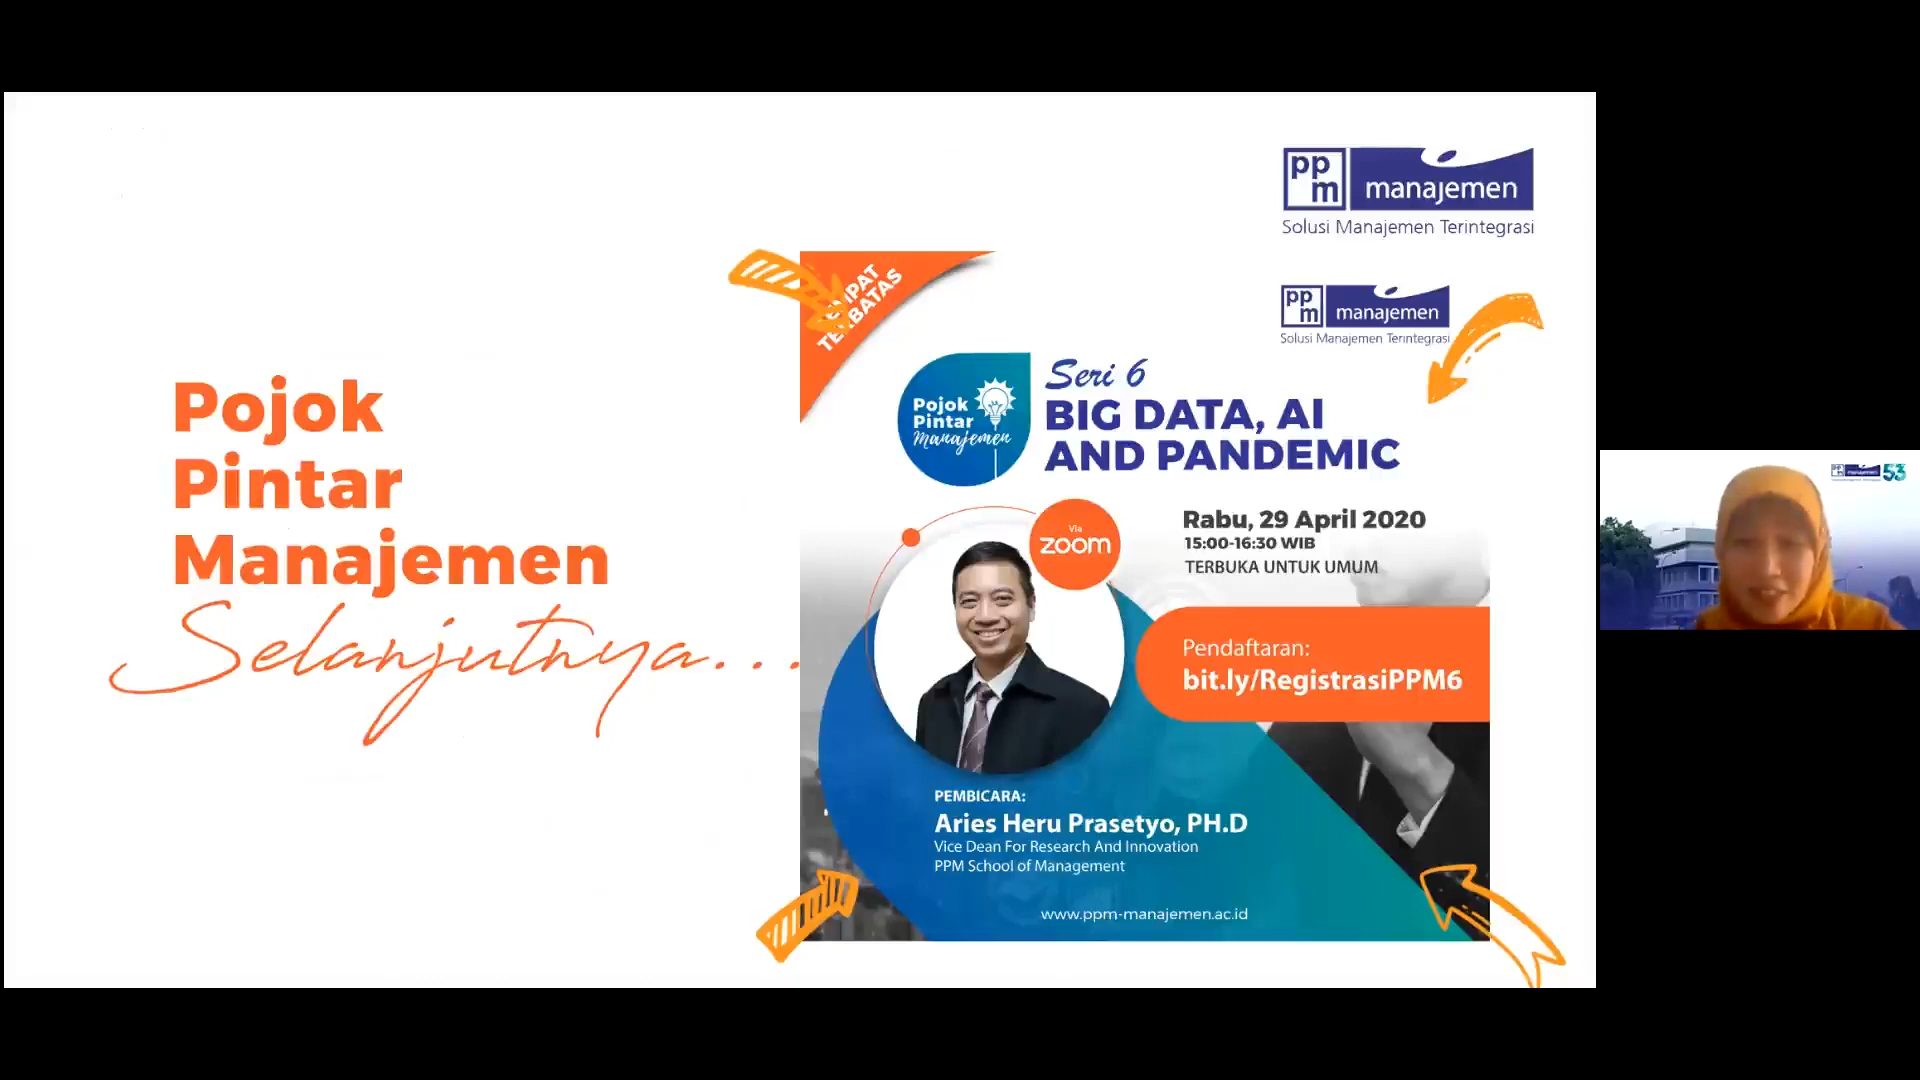 pp
m manajemen
Solusi Manajemen Terintegrasi
TERBATAS
pp
m manajemen
Solusi Manajemen Terintegrasi
Pojok
Pintar
Manajemen
Selanjutnya...
Pojok
Pintar
Manajemen
Seri 6
BIG DATA, AI
AND PANDEMIC
Via
zoom
Rabu, 29 April 2020
15:00-16:30 WIB
TERBUKA UNTUK UMUM
Pendaftaran:
bit.ly/RegistrasiPPM6
PEMBICARA:
Aries Heru Prasetyo, PH.D
Vice Dean For Research And Innovation
PPM School of Management
www.ppm-manajemen.ac.id
53